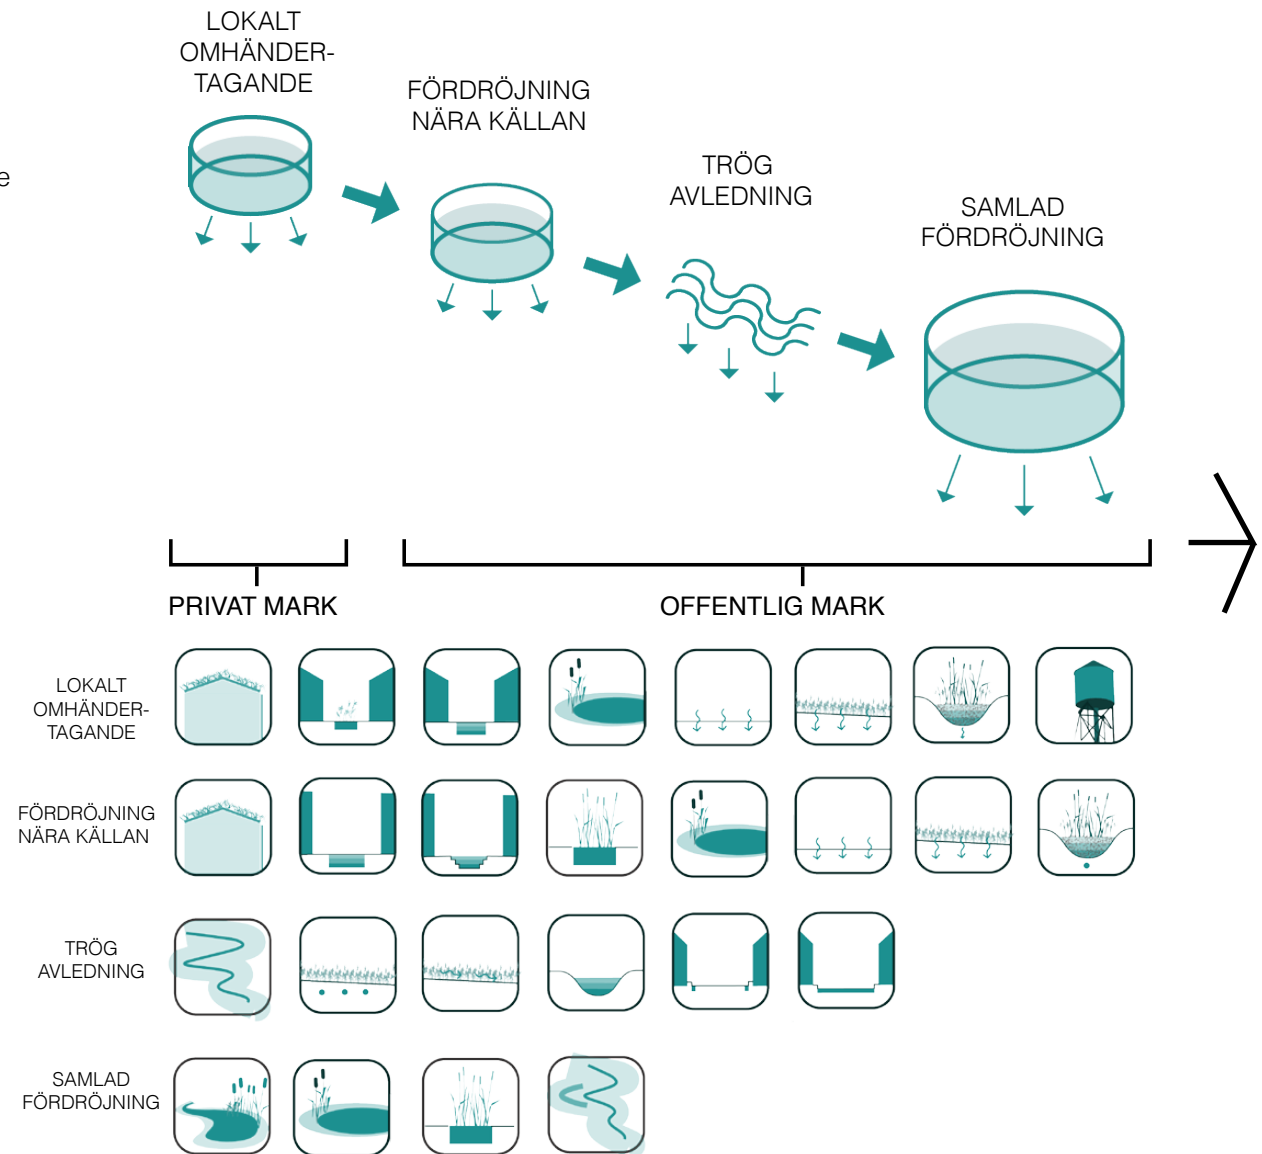 LOKALT
OMHÄNDER-
TAGANDE
FÖRDRÖJNING
NÄRA KÄLLAN
TRÖG
AVLEDNING
SAMLAD
FÖRDRÖJNING
e
PRIVAT MARK
OFFENTLIG MARK
LOKALT
OMHÄNDER-
TAGANDE
FÖRDRÖJNING
NÄRA KÄLLAN
TRÖG
AVLEDNING
SAMLAD
FÖRDRÖJNING